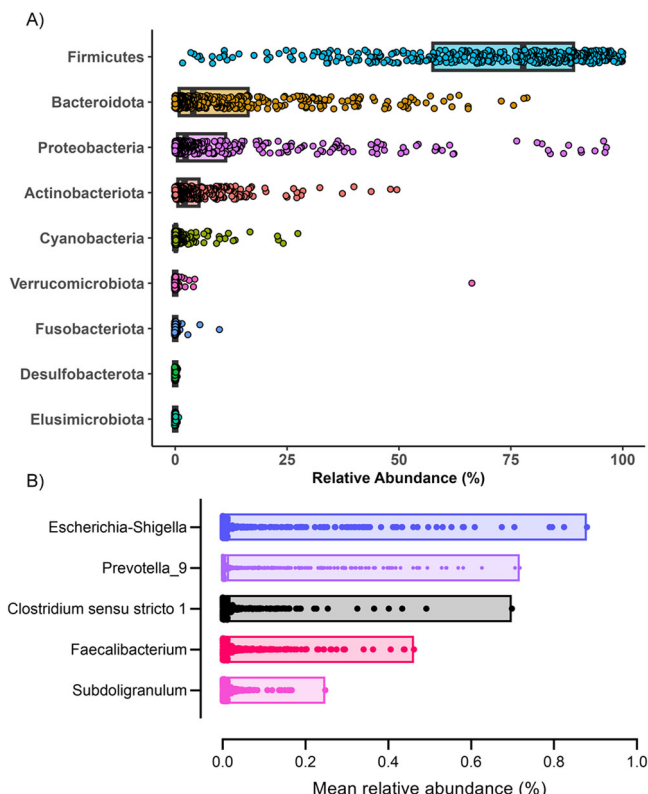 A)
Firmicutes
Bacteroidota
Proteobacteria
Actinobacteriota
Cyanobacteria
Verrucomicrobiota
Fusobacteriota
Desulfobacterota
Elusimicrobiota
0 25 50 75 100
Relative Abundance (%)
B)
Escherichia-Shigella
Prevotella_9
Clostridium sensu stricto 1
Faecalibacterium
Subdoligranulum
0.0 0.2 0.4 0.6 0.8 1.0
Mean relative abundance (%)